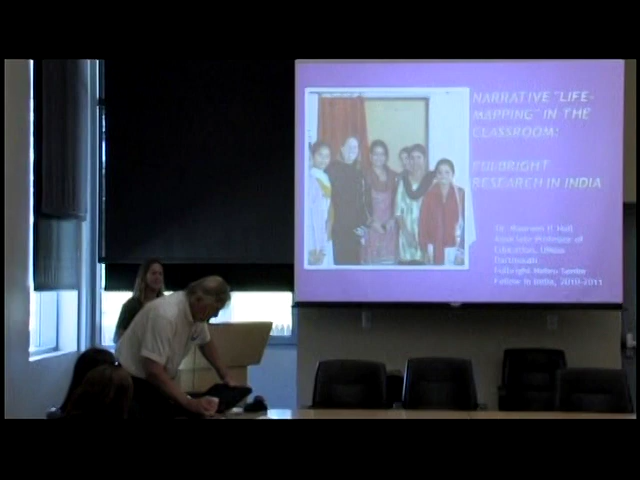 NARRATIVE "LIFE-
MAPPING" IN THE
CLASSROOM:
FULBRIGHT
RESEARCH IN INDIA
Dr. Maureen P. Hall
Associate Professor of
Education, UMass
Dartmouth
Fulbright Nehru Senior
Fellow in India, 2010-2011